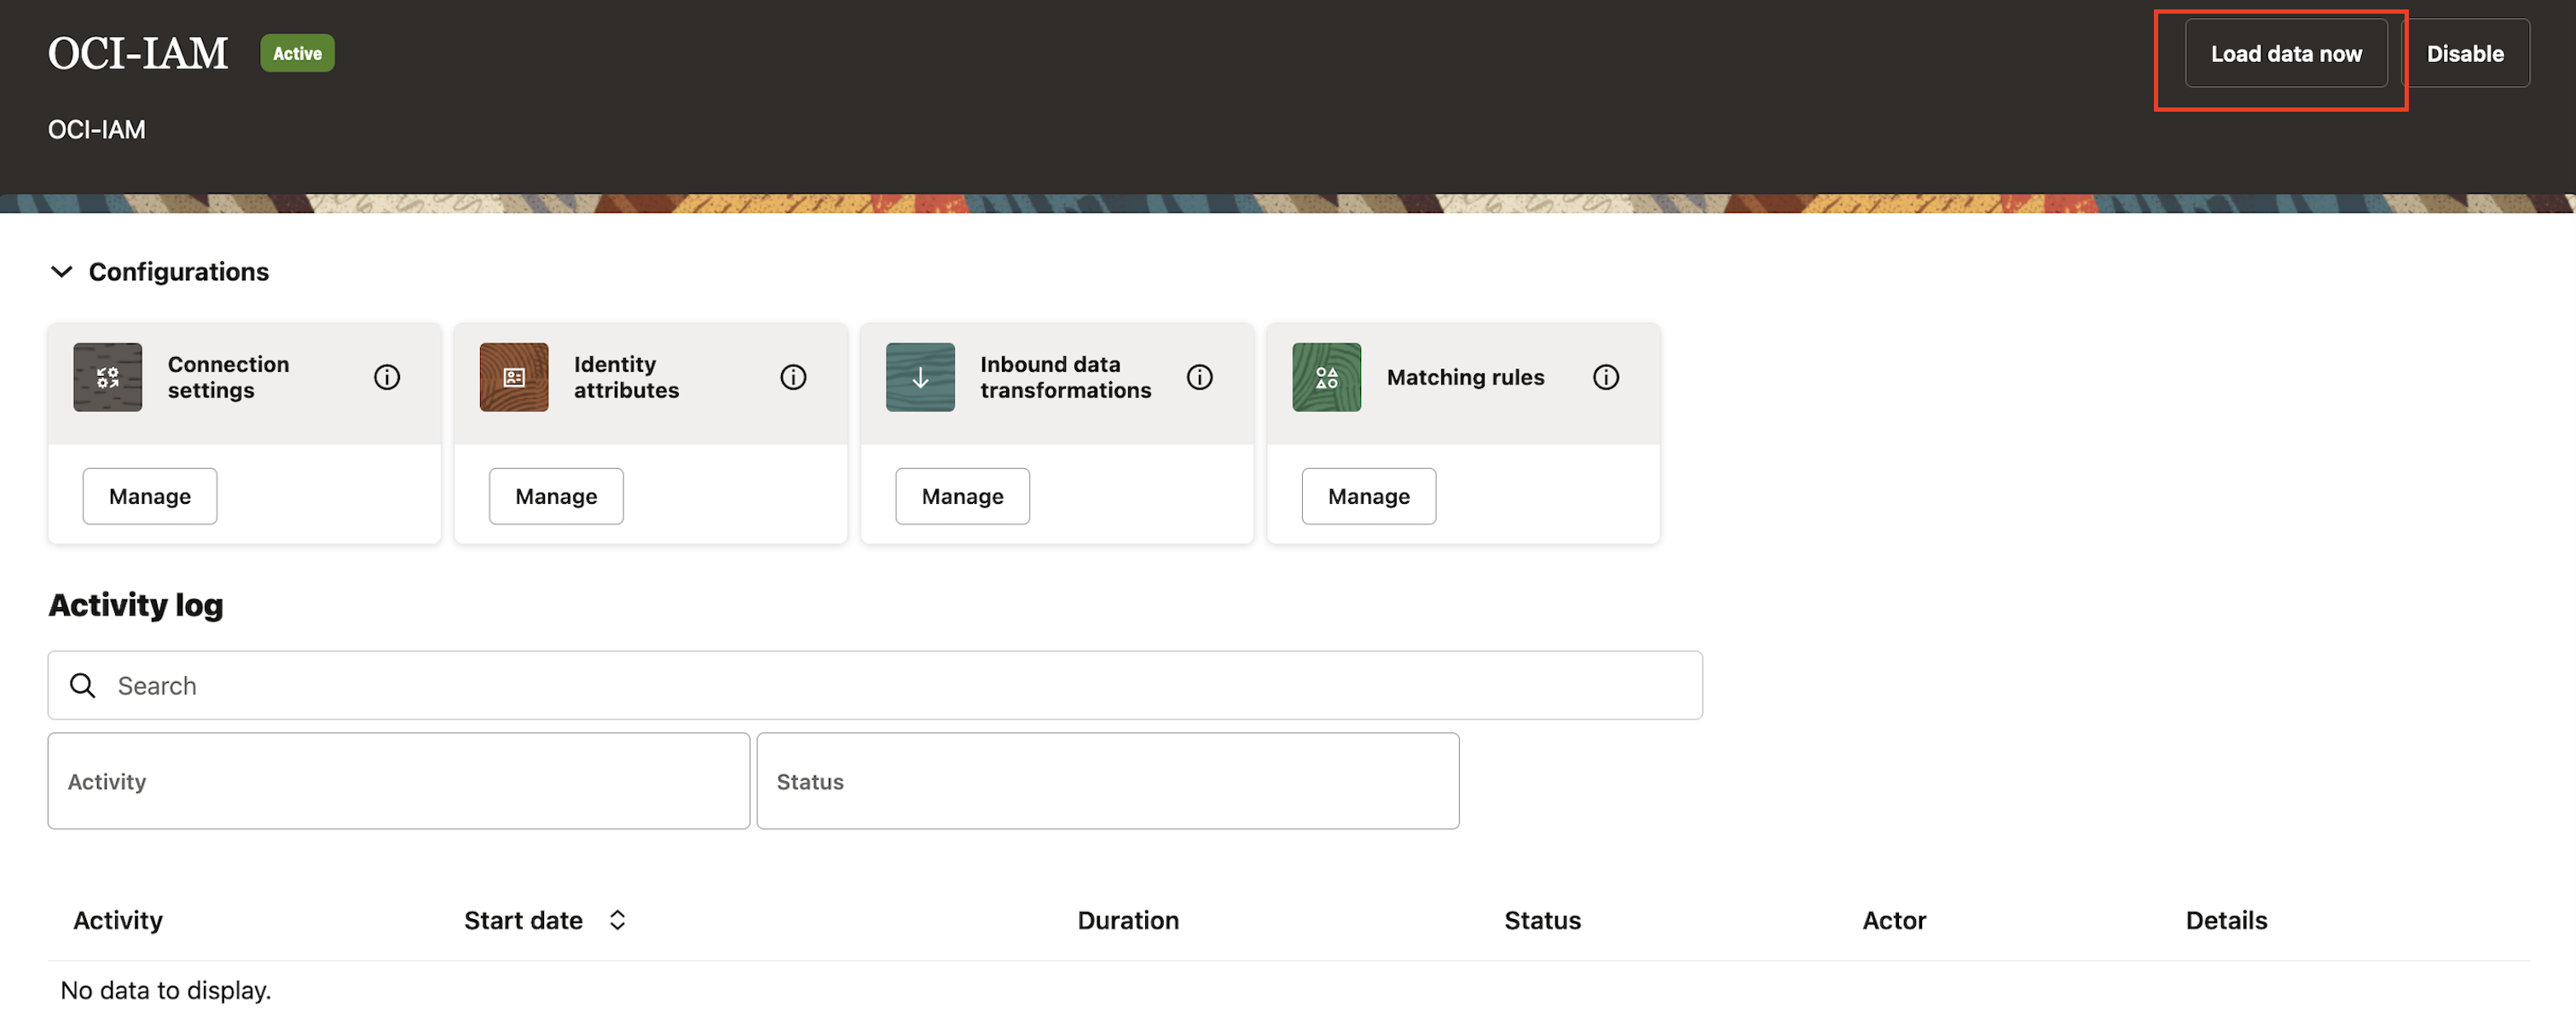 OCI-IAM Active Load data now Disable
OCI-IAM
Configurations
Connection settings
Identity attributes
Inbound data transformations
Matching rules
Manage Manage Manage Manage
Activity log
Search
Activity Status
Activity Start date Duration Status Actor Details
No data to display.